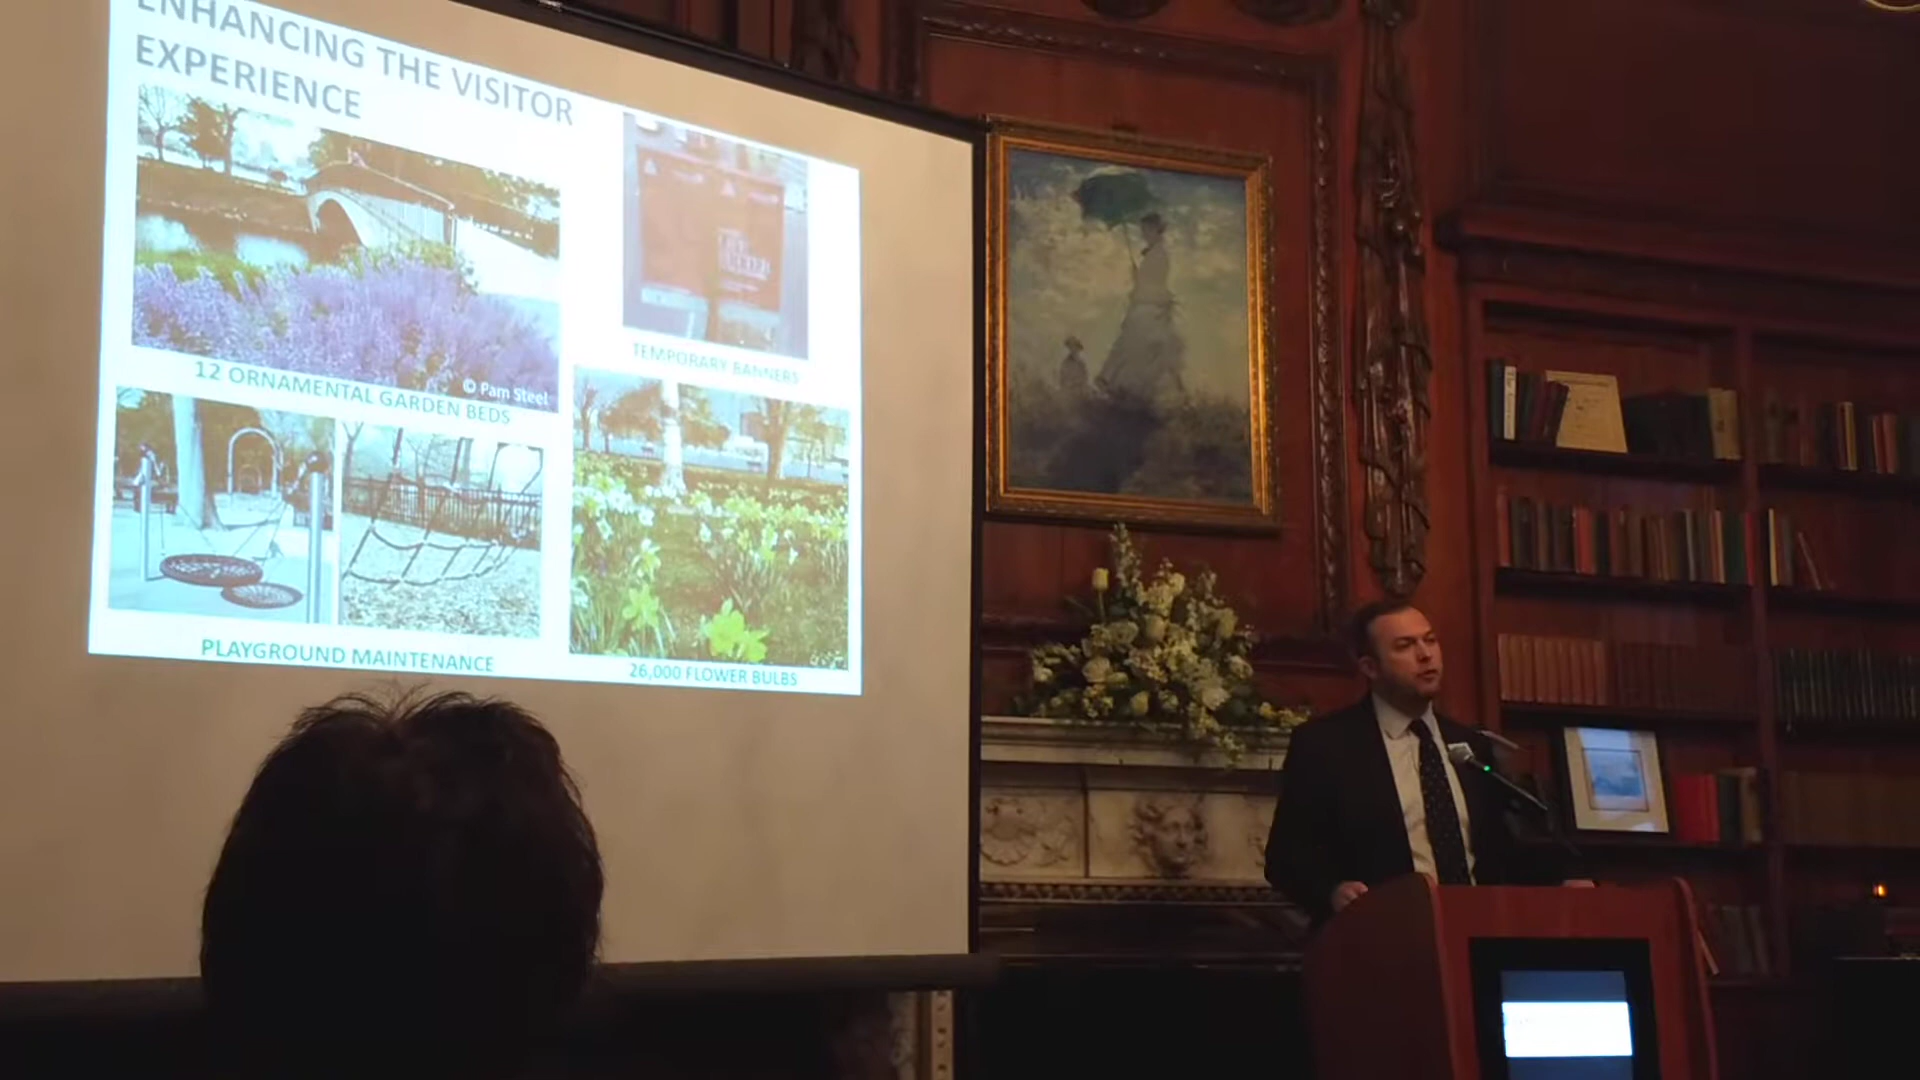 ENHANCING THE VISITOR
EXPERIENCE
TEMPORARY BANNERS
© Pam Steel
12 ORNAMENTAL GARDEN BEDS
PLAYGROUND MAINTENANCE
26,000 FLOWER BULBS